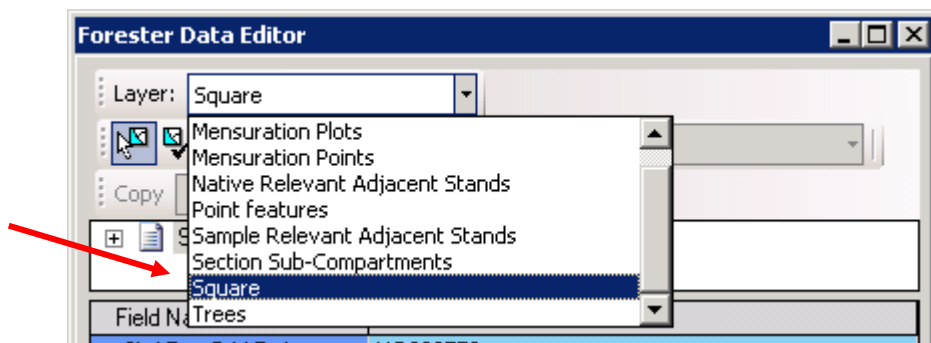 Forester Data Editor
Layer: Square
Mensuration Plots
Mensuration Points
Native Relevant Adjacent Stands
Copy
Point features
Sample Relevant Adjacent Stands
Section Sub-Compartments
Square
Trees
Field Na